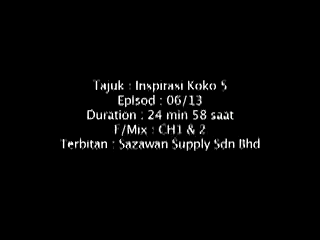 Tajuk : Inspirasi Koko 5
Episod : 06/13
Duration : 24 min 58 saat
F/Mix : CH1 & 2
Terbitan : Sazawan Supply Sdn Bhd